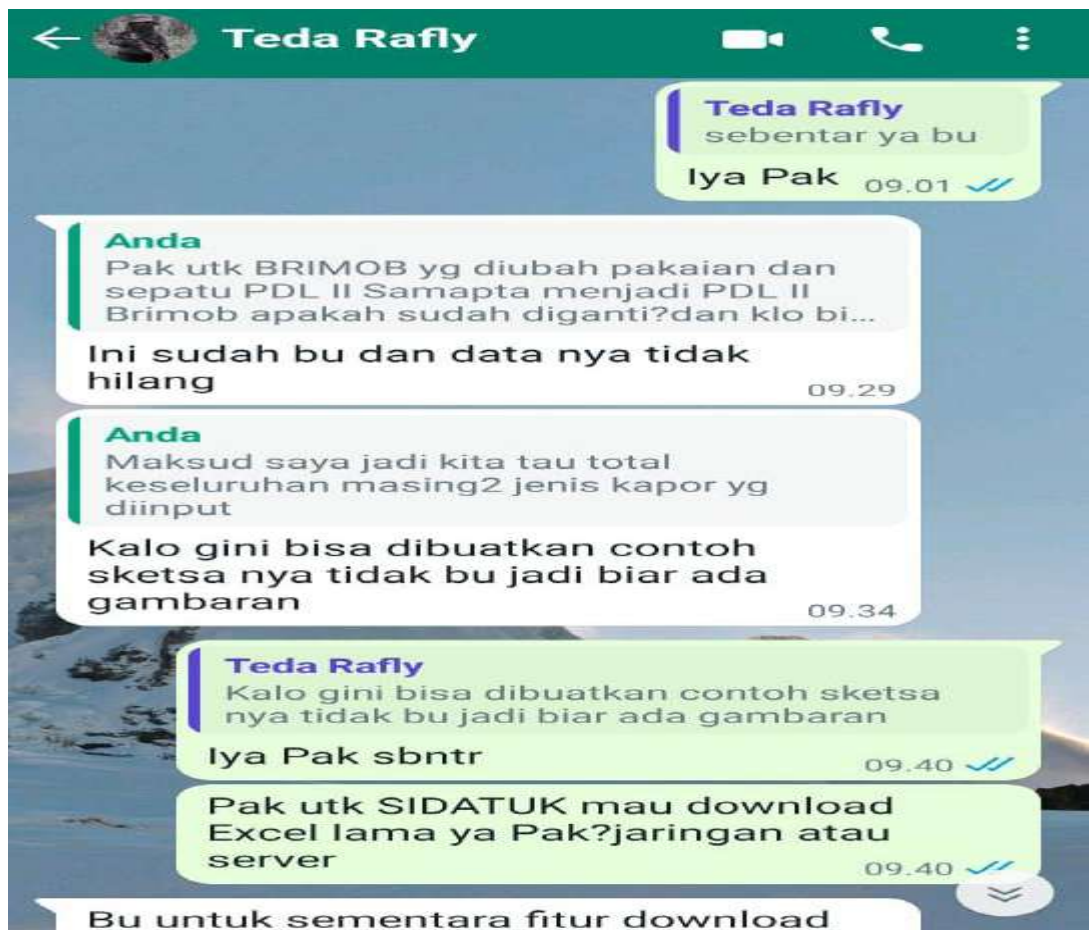 Teda Rafly
Teda Rafly
sebentar ya bu
Iya Pak 09.01
Anda
Pak utk BRIMOB yg diubah pakaian dan
sepatu PDL II Samapta menjadi PDL II
Brimob apakah sudah diganti?dan klo bi...
Ini sudah bu dan data nya tidak
hilang 09.29
Anda
Maksud saya jadi kita tau total
keseluruhan masing2 jenis kapor yg
diinput
Kalo gini bisa dibuatkan contoh
sketsa nya tidak bu jadi biar ada
gambaran 09.34
Teda Rafly
Kalo gini bisa dibuatkan contoh sketsa
nya tidak bu jadi biar ada gambaran
Iya Pak sbntr 09.40
Pak utk SIDATUK mau download
Excel lama ya Pak?jaringan atau
server 09.40
Bu untuk sementara fitur download